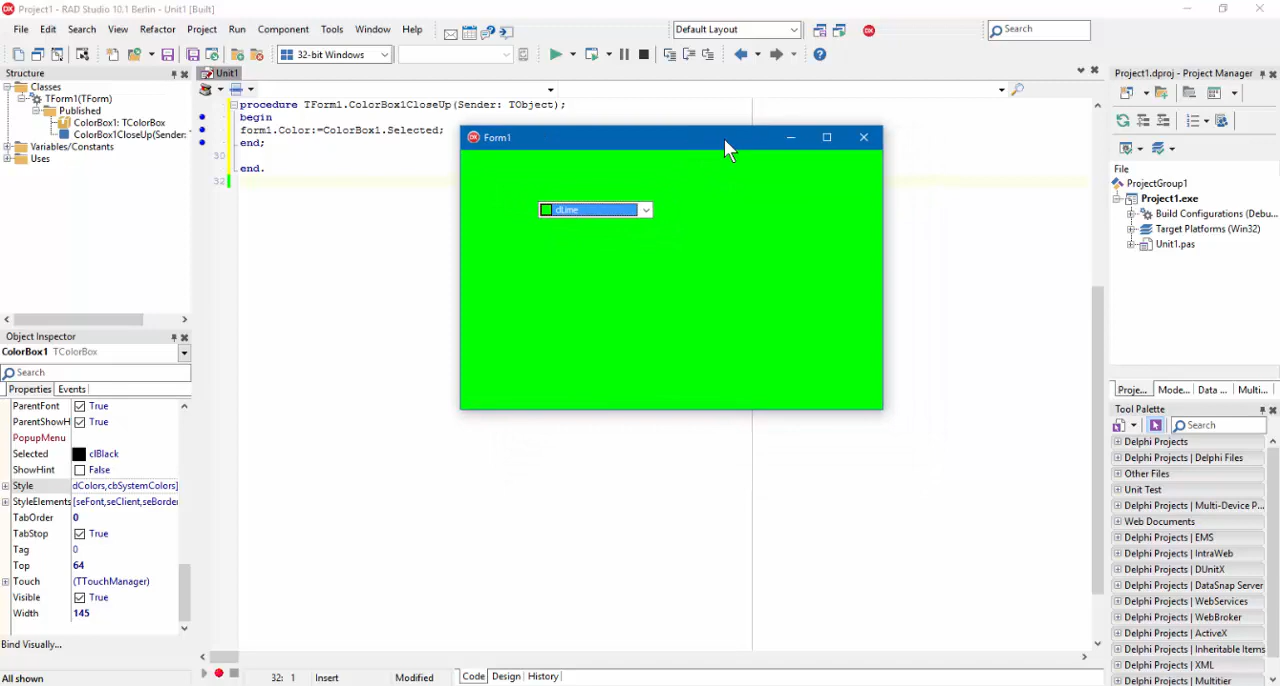 Project1 - RAD Studio 10.1 Berlin - Unit1 [Built]
File Edit Search View Refactor Project Run Component Tools Window Help
Default Layout
Search
32-bit Windows
Structure
Classes
TForm1(TForm)
Published
ColorBox1: TColorBox
ColorBox1CloseUp(Sender:
Variables/Constants
Uses
Object Inspector
ColorBox1 TColorBox
Search
Properties Events
ParentFont True
ParentShowH True
PopupMenu
Selected clBlack
ShowHint False
Style dColors,cbSystemColors]
StyleElements [seFont,seClient,seBorder
TabOrder 0
TabStop True
Tag 0
Top 64
Touch (TTouchManager)
Visible True
Width 145
Bind Visually...
All shown
Unit1
procedure TForm1.ColorBox1CloseUp(Sender: TObject);
begin
form1.Color:=ColorBox1.Selected;
end;
30
end.
32
Form1
clLime
32: 1 Insert Modified Code Design History
Project1.dproj - Project Manager
File
ProjectGroup1
Project1.exe
Build Configurations (Debu...
Target Platforms (Win32)
Unit1.pas
Proje... Mode... Data ... Multi...
Tool Palette
Search
Delphi Projects
Delphi Projects | Delphi Files
Other Files
Unit Test
Delphi Projects | Multi-Device P...
Web Documents
Delphi Projects | EMS
Delphi Projects | IntraWeb
Delphi Projects | DUnitX
Delphi Projects | DataSnap Server
Delphi Projects | WebServices
Delphi Projects | WebBroker
Delphi Projects | ActiveX
Delphi Projects | Inheritable Items
Delphi Projects | XML
Delphi Projects | Multitier